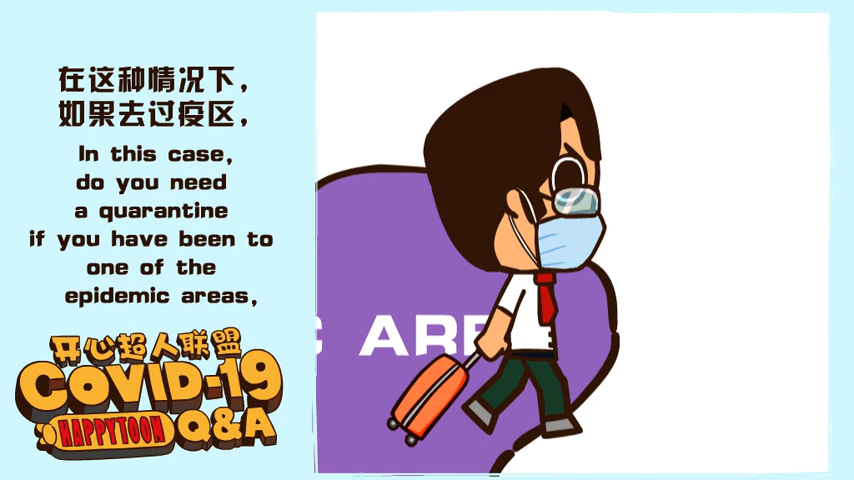 在这种情况下，
如果去过疫区，
In this case,
do you need
a quarantine
if you have been to
one of the
epidemic areas,
C ARE
开心超人联盟
COVID-19
HAPPYTOON Q&A